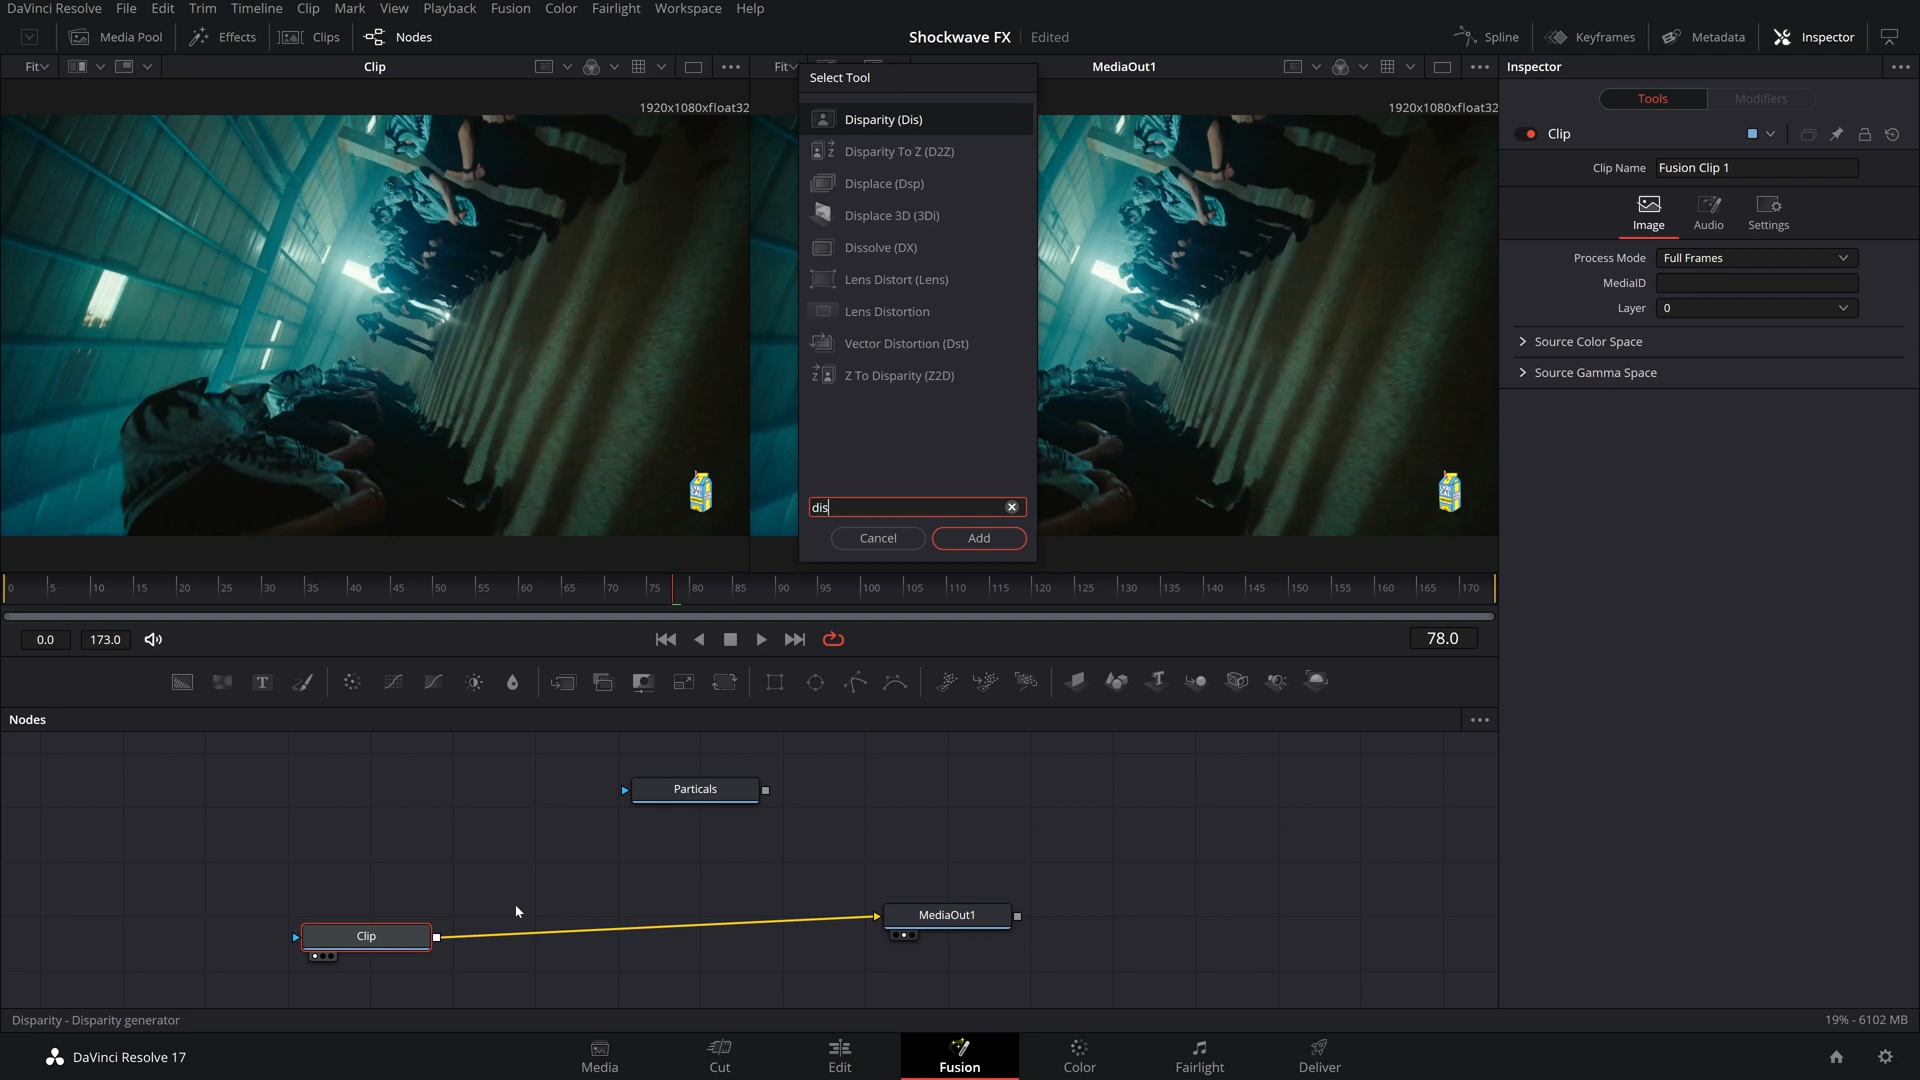 DaVinci Resolve File Edit Trim Timeline Clip Mark View Playback Fusion Color Fairlight Workspace Help
Media Pool Effects Clips Nodes Shockwave FX Edited Spline Keyframes Metadata Inspector
Fit Clip Fit MediaOut1 Inspector
Select Tool
Tools Modifiers
1920x1080xfloat32 1920x1080xfloat32
Disparity (Dis)
Disparity To Z (D2Z)
Displace (Dsp)
Displace 3D (3Di)
Dissolve (DX)
Lens Distort (Lens)
Lens Distortion
Vector Distortion (Dst)
Z To Disparity (Z2D)
dis
Cancel Add
LYRI
CAL
LYRI
CAL
Clip
Clip Name Fusion Clip 1
Image Audio Settings
Process Mode Full Frames
MediaID
Layer 0
Source Color Space
Source Gamma Space
0 5 10 15 20 25 30 35 40 45 50 55 60 65 70 75 80 85 90 95 100 105 110 115 120 125 130 135 140 145 150 155 160 165 170
0.0 173.0 78.0
T T
Nodes
Particals
MediaOut1
Clip
Disparity - Disparity generator 19% - 6102 MB
DaVinci Resolve 17 Media Cut Edit Fusion Color Fairlight Deliver